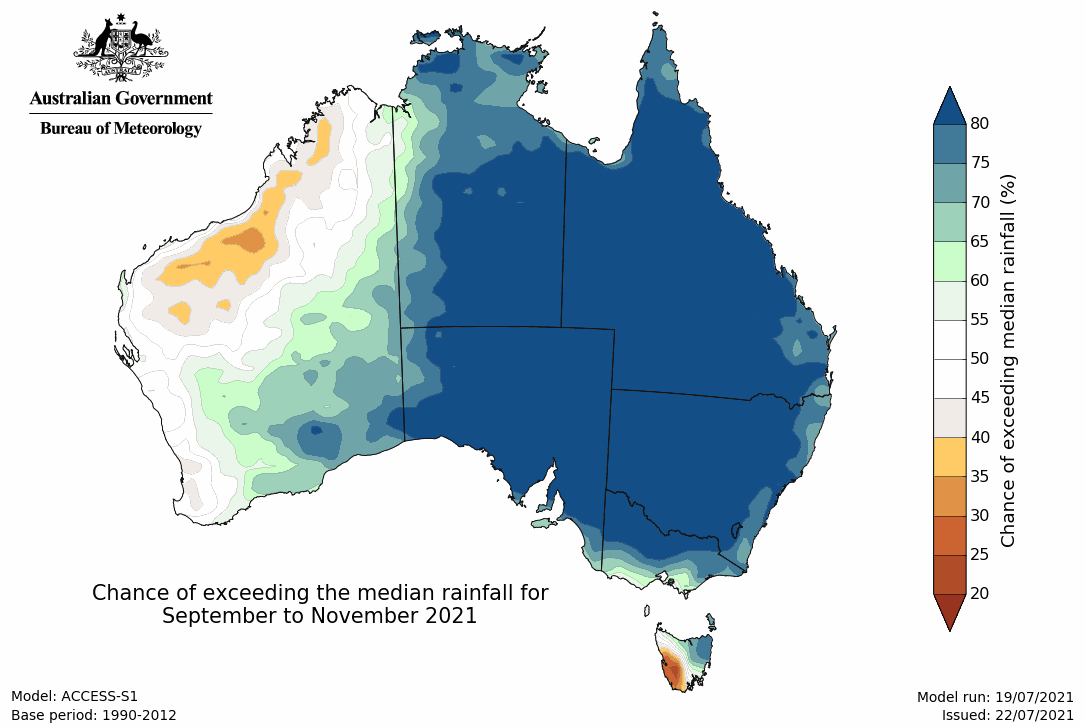 Australian Government
Bureau of Meteorology
80
75
70
65
60
55
50
45
40
35
30
25
20
Chance of exceeding median rainfall (%)
Chance of exceeding the median rainfall for
September to November 2021
Model: ACCESS-S1
Base period: 1990-2012
Model run: 19/07/2021
Issued: 22/07/2021